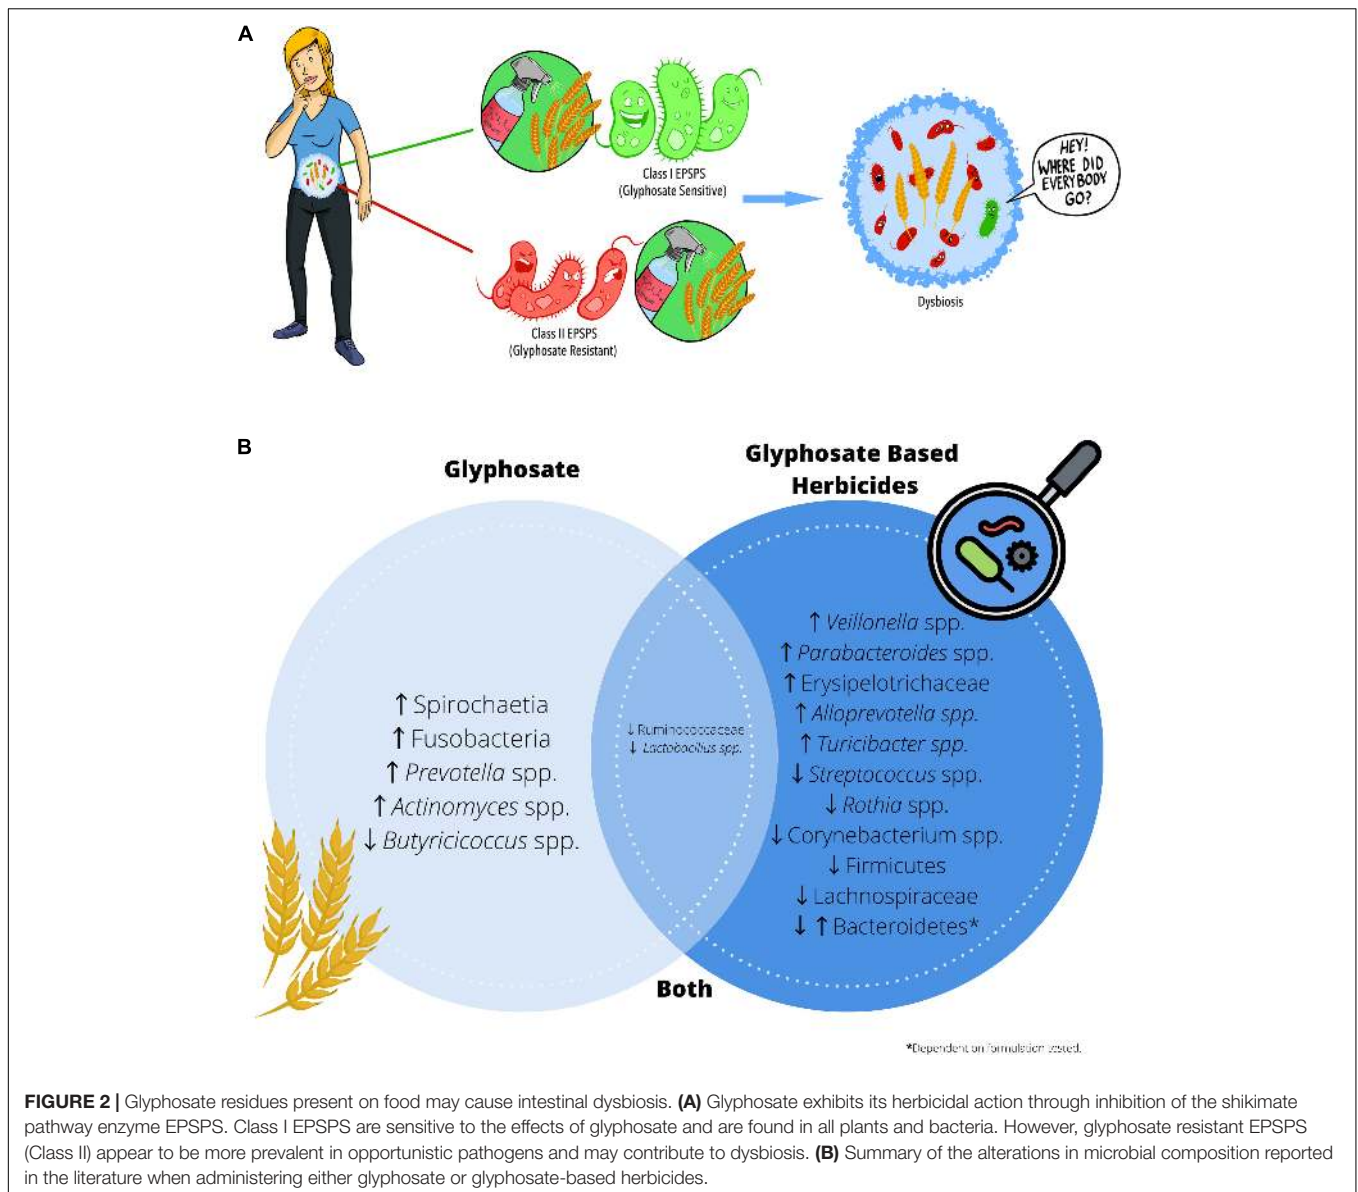 A
Class I EPSPS
(Glyphosate Sensitive)
HEY!
WHERE DID
EVERYBODY
GO?
Class II EPSPS
(Glyphosate Resistant)
Dysbiosis
B
Glyphosate
Glyphosate Based
Herbicides
↑ Spirochaetia
↑ Fusobacteria
↑ Prevotella spp.
↑ Actinomyces spp.
↓ Butyricicoccus spp.
↓ Ruminococcaceae
↓ Lactobacillus spp.
↑ Veillonella spp.
↑ Parabacteroides spp.
↑ Erysipelotrichaceae
↑ Alloprevotella spp.
↑ Turicibacter spp.
↓ Streptococcus spp.
↓ Rothia spp.
↓ Corynebacterium spp.
↓ Firmicutes
↓ Lachnospiraceae
↓ ↑ Bacteroidetes*
Both
*Dependent on formulation tested.
FIGURE 2 | Glyphosate residues present on food may cause intestinal dysbiosis. (A) Glyphosate exhibits its herbicidal action through inhibition of the shikimate
pathway enzyme EPSPS. Class I EPSPS are sensitive to the effects of glyphosate and are found in all plants and bacteria. However, glyphosate resistant EPSPS
(Class II) appear to be more prevalent in opportunistic pathogens and may contribute to dysbiosis. (B) Summary of the alterations in microbial composition reported
in the literature when administering either glyphosate or glyphosate-based herbicides.